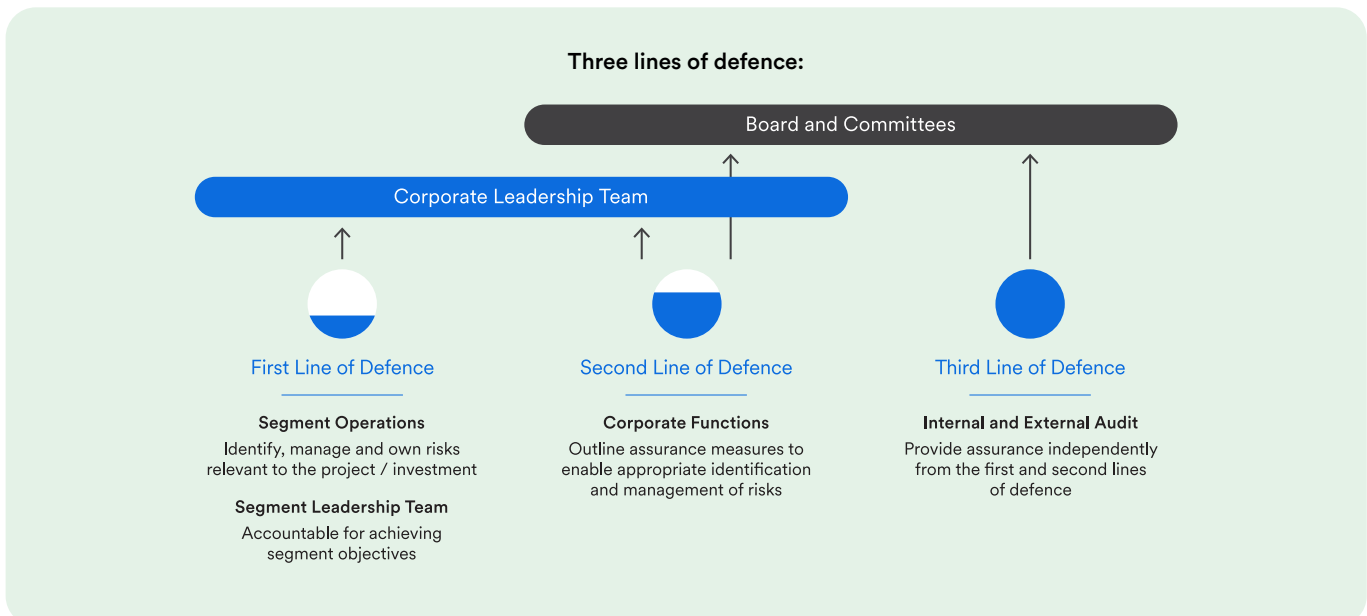 Three lines of defence:
Board and Committees
Corporate Leadership Team
First Line of Defence
Segment Operations
Identify, manage and own risks
relevant to the project / investment
Segment Leadership Team
Accountable for achieving
segment objectives
Second Line of Defence
Corporate Functions
Outline assurance measures to
enable appropriate identification
and management of risks
Third Line of Defence
Internal and External Audit
Provide assurance independently
from the first and second lines
of defence